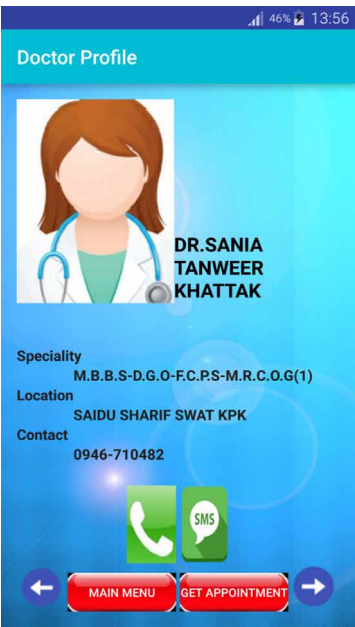 46% 13:56
Doctor Profile
DR.SANIA
TANWEER
KHATTAK
Speciality
M.B.B.S-D.G.O-F.C.P.S-M.R.C.O.G(1)
Location
SAIDU SHARIF SWAT KPK
Contact
0946-710482
SMS
MAIN MENU GET APPOINTMENT